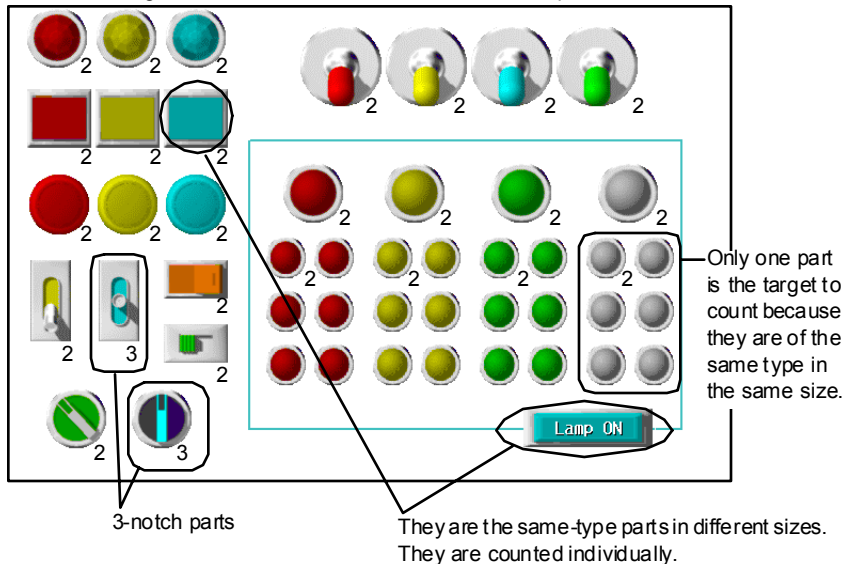 2 2 2
2 2 2 2
2 2 2
2 2 2
2 2 2 2
2 2 2 2
2 3 2
2
2 3
Lamp ON
Only one part
is the target to
count because
they are of the
same type in
the same size.
3-notch parts
They are the same-type parts in different sizes.
They are counted individually.